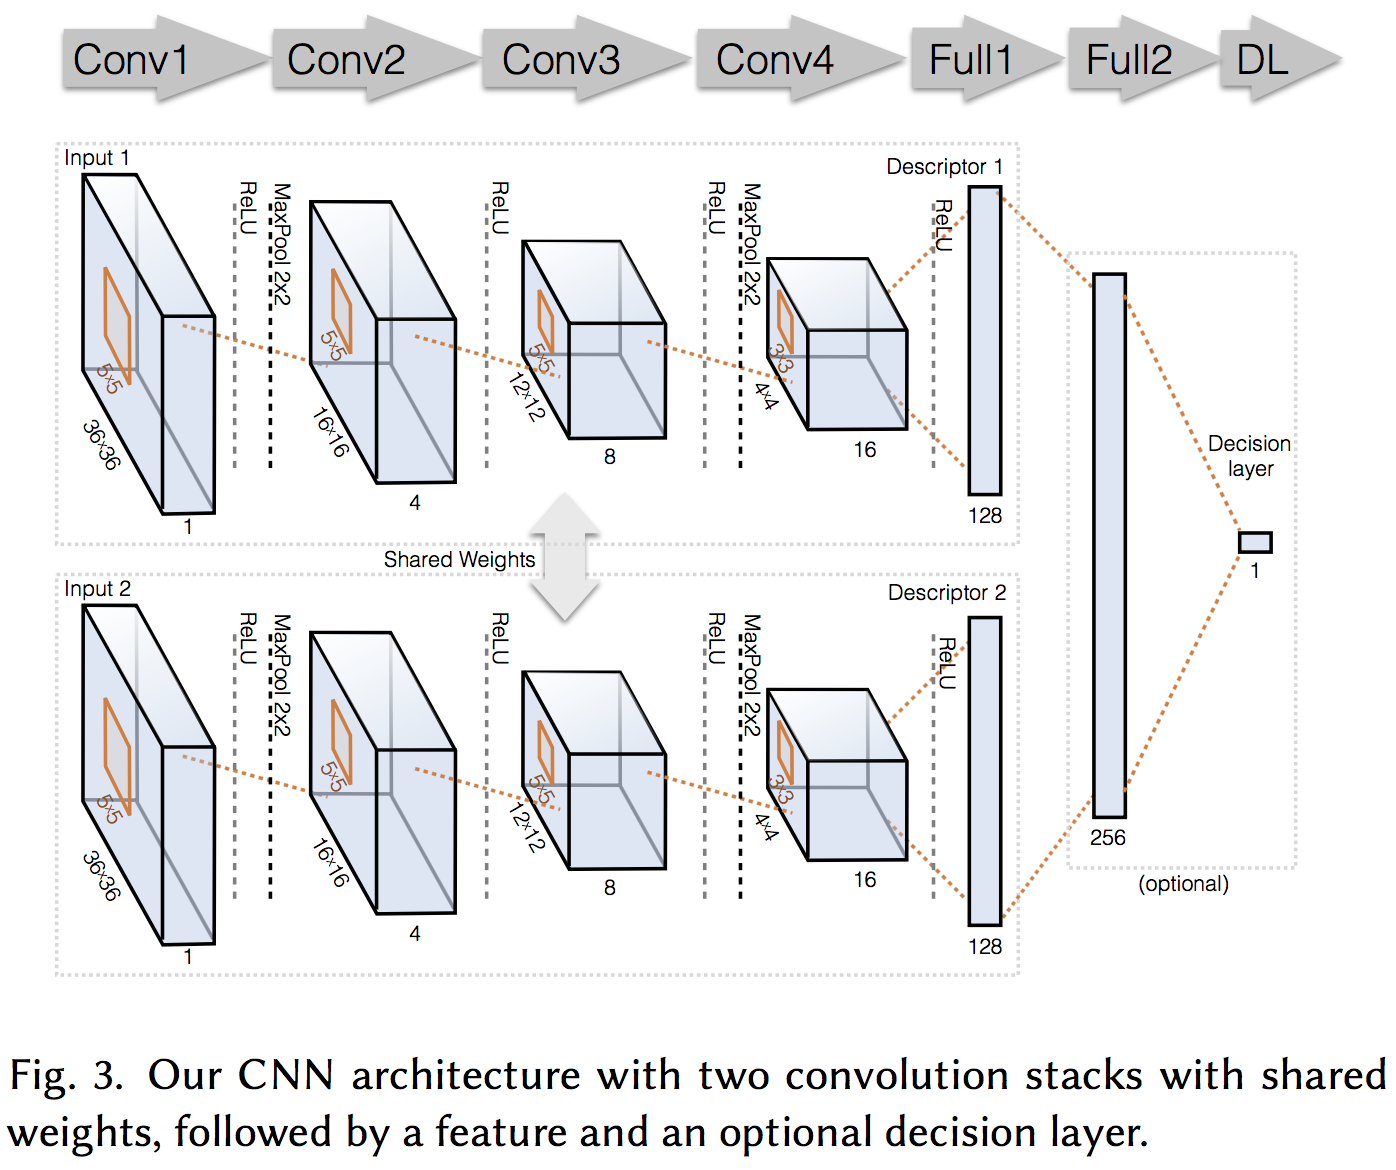 Conv1 Conv2 Conv3 Conv4 Full1 Full2 DL
Input 1
ReLU
MaxPool 2x2
ReLU
ReLU
MaxPool 2x2
ReLU
Descriptor 1
5×5
36×36
1
5×5
16×16
4
5×5
12×12
8
3×3
4×4
16
128
Shared Weights
Input 2
ReLU
MaxPool 2x2
ReLU
ReLU
MaxPool 2x2
ReLU
Descriptor 2
5×5
36×36
1
5×5
16×16
4
5×5
12×12
8
3×3
4×4
16
128
256
(optional)
Decision
layer
1
Fig. 3. Our CNN architecture with two convolution stacks with shared
weights, followed by a feature and an optional decision layer.